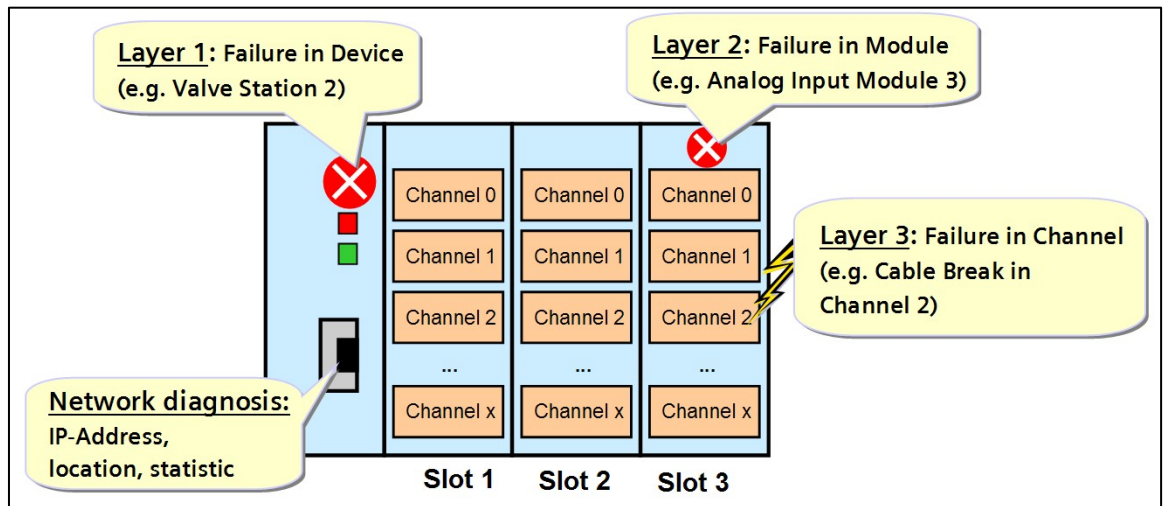 Layer 1: Failure in Device
(e.g. Valve Station 2)
Layer 2: Failure in Module
(e.g. Analog Input Module 3)
Channel 0
Channel 0
Channel 0
Channel 1
Channel 1
Channel 1
Layer 3: Failure in Channel
(e.g. Cable Break in
Channel 2)
Channel 2
Channel 2
Channel 2
...
...
...
Channel x
Channel x
Channel x
Network diagnosis:
IP-Address,
location, statistic
Slot 1
Slot 2
Slot 3